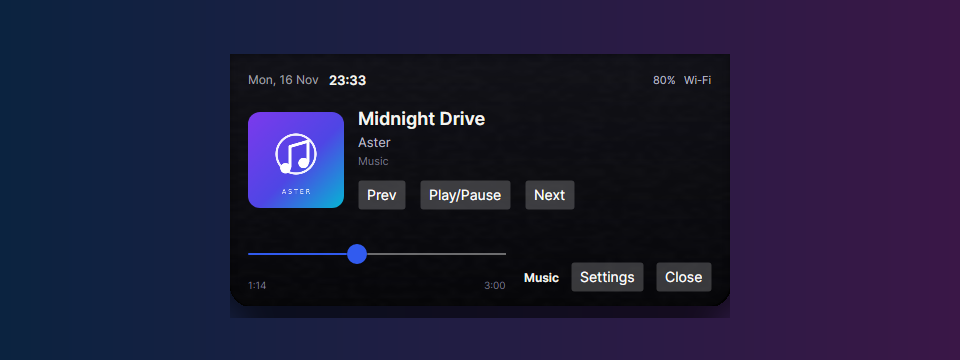 Mon, 16 Nov 23:33 80% Wi-Fi
Midnight Drive
Aster
Music
ASTER
Prev Play/Pause Next
1:14 3:00
Music Settings Close